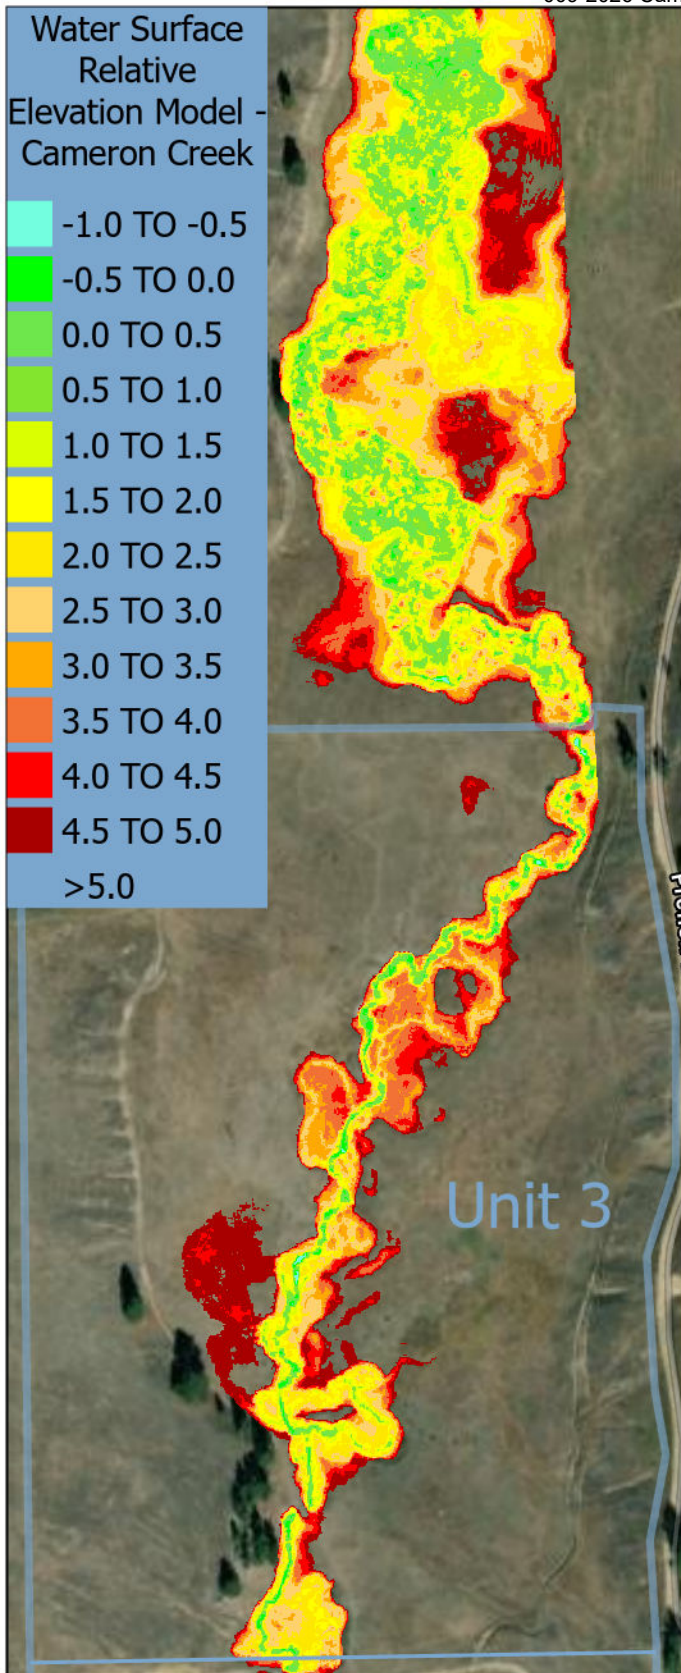 Water Surface
Relative
Elevation Model -
Cameron Creek
-1.0 TO -0.5
-0.5 TO 0.0
0.0 TO 0.5
0.5 TO 1.0
1.0 TO 1.5
1.5 TO 2.0
2.0 TO 2.5
2.5 TO 3.0
3.0 TO 3.5
3.5 TO 4.0
4.0 TO 4.5
4.5 TO 5.0
>5.0
Unit 3